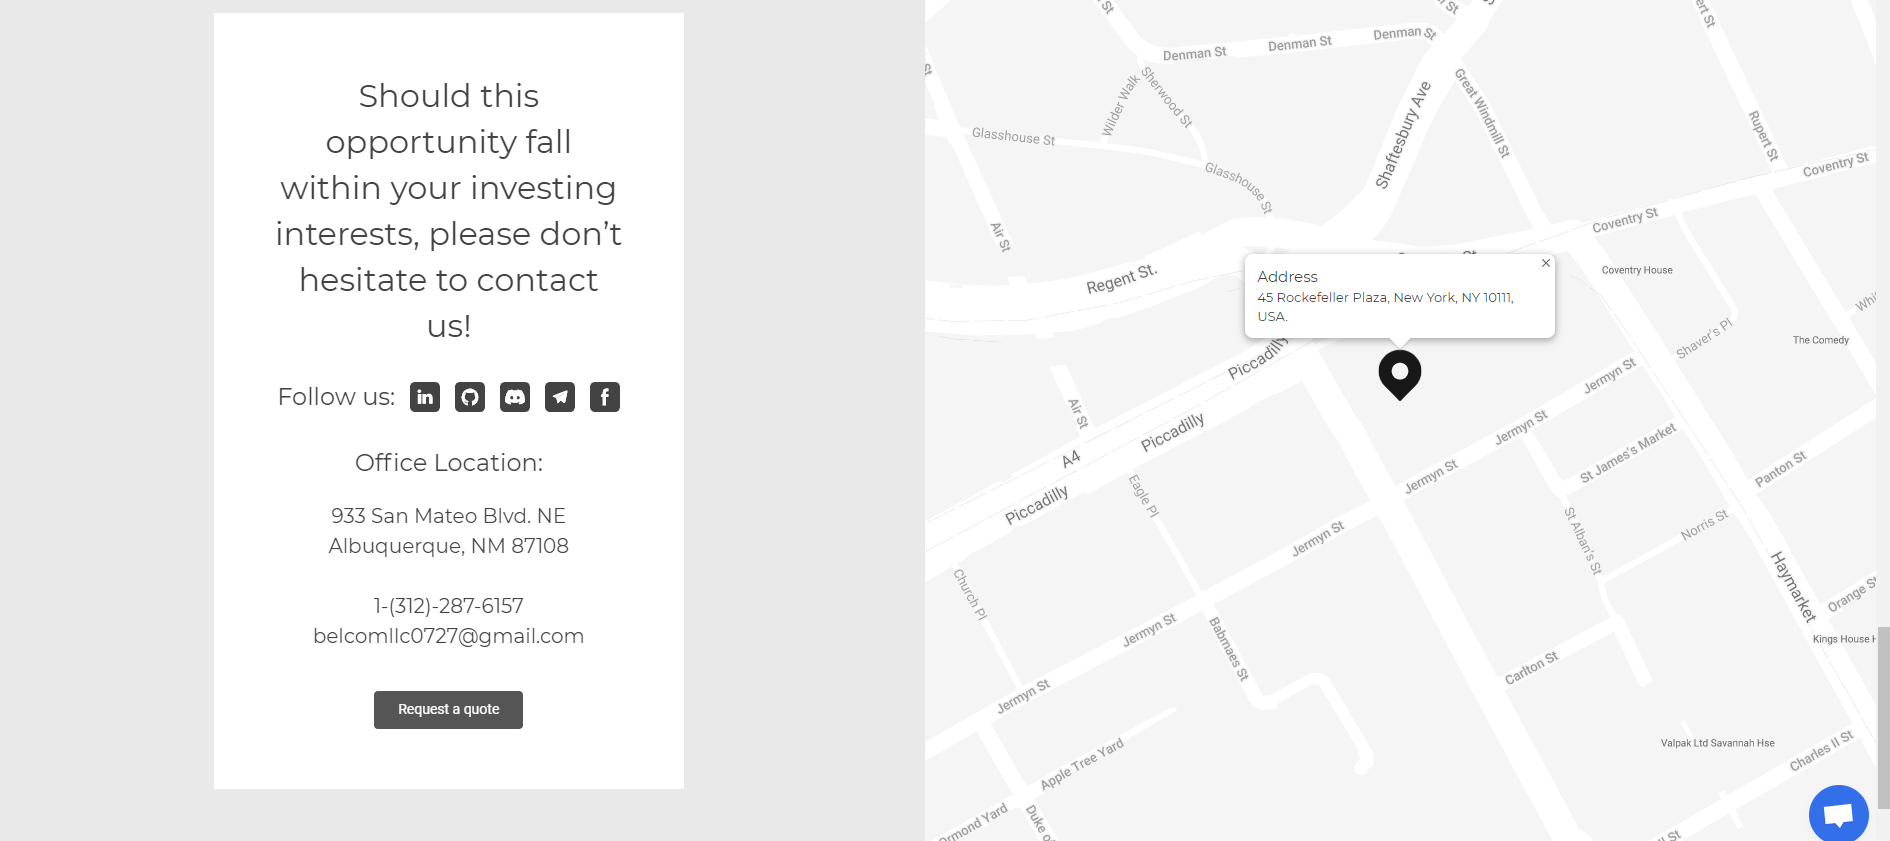 Should this
opportunity fall
within your investing
interests, please don’t
hesitate to contact
us!
Follow us:
Office Location:
933 San Mateo Blvd. NE
Albuquerque, NM 87108
1-(312)-287-6157
belcomllc0727@gmail.com
Request a quote
Denman St
Denman St
Denman St
Sherwood St
Wilder Walk
Glasshouse St
Glasshouse St
Air St
Regent St.
Shaftesbury Ave
Great Windmill St
Rupert St
Coventry St
Coventry St
Coventry House
Address
45 Rockefeller Plaza, New York, NY 10111,
USA.
Shaver's Pl
The Comedy
Piccadilly
Piccadilly
Piccadilly
A4
Air St
Eagle Pl
Church Pl
Jermyn St
Jermyn St
Jermyn St
Jermyn St
Jermyn St
Jermyn St
St James's Market
St Alban's St
Norris St
Panton St
Haymarket
Orange St
Kings House
Babmaes St
Carlton St
Valpak Ltd Savannah Hse
Charles II St
Apple Tree Yard
Ormond Yard
Duke